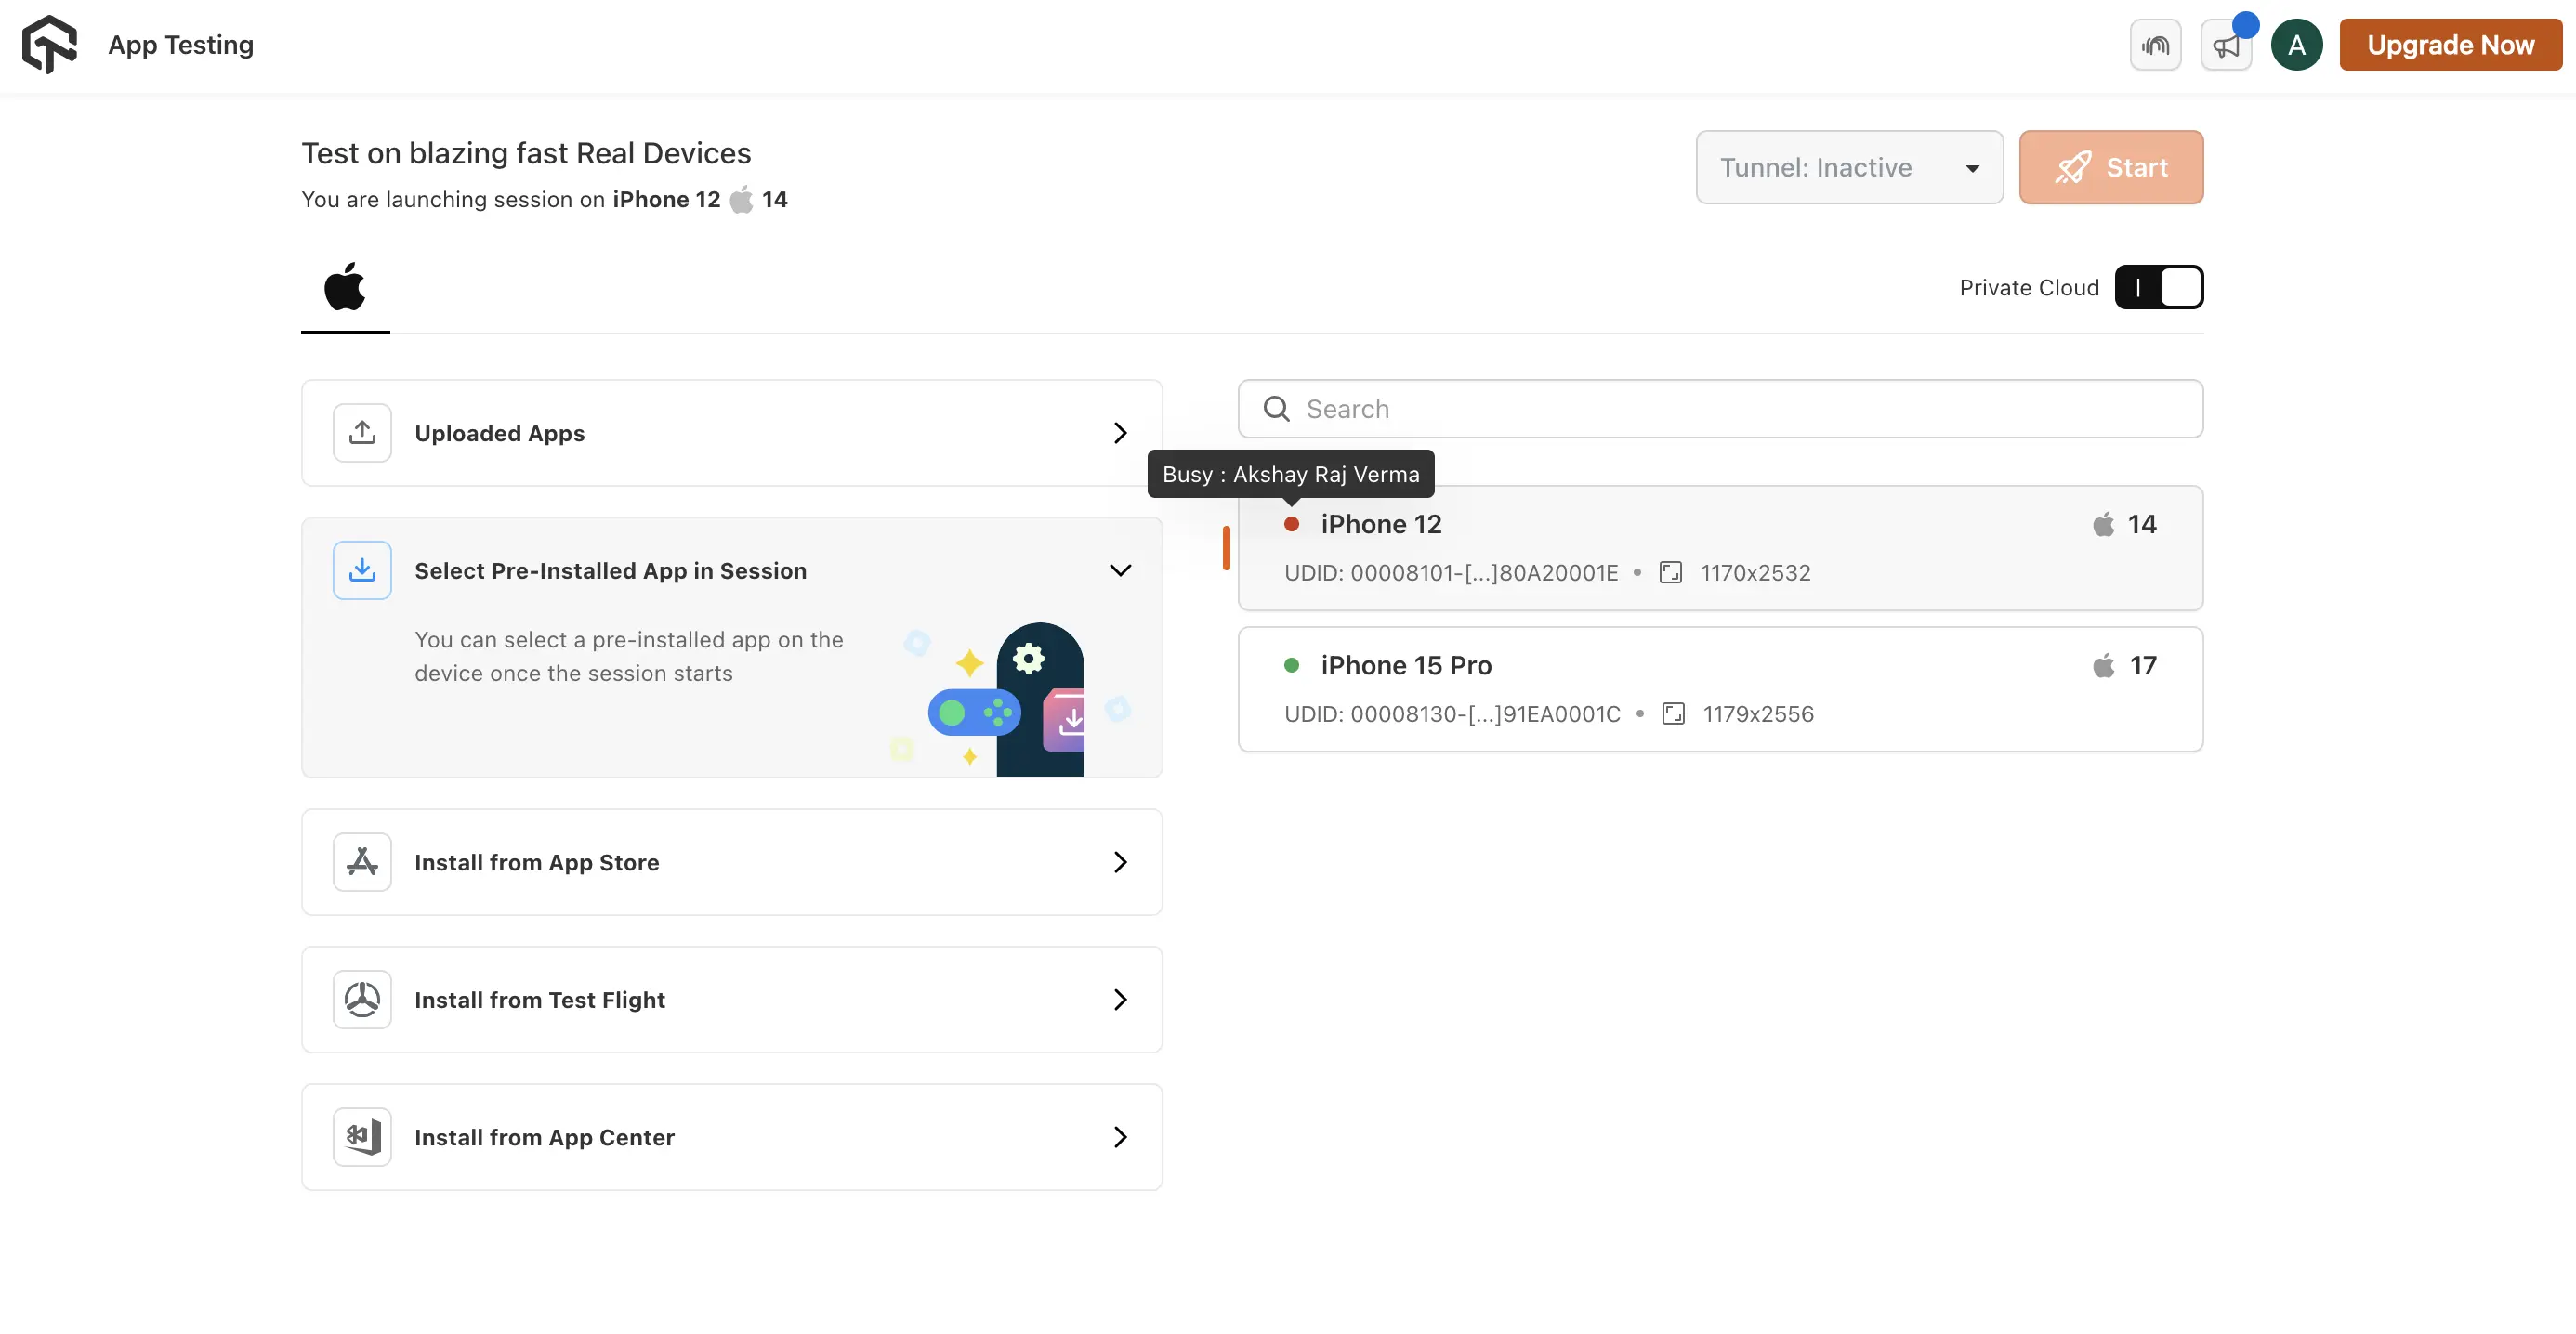 App Testing
A
Upgrade Now
Test on blazing fast Real Devices
You are launching session on iPhone 12 14
Tunnel: Inactive
Start
Private Cloud
Uploaded Apps
Select Pre-Installed App in Session
You can select a pre-installed app on the
device once the session starts
Install from App Store
Install from Test Flight
Install from App Center
Search
Busy : Akshay Raj Verma
iPhone 12
14
UDID: 00008101-[...]80A20001E • 1170x2532
iPhone 15 Pro
17
UDID: 00008130-[...]91EA0001C • 1179x2556